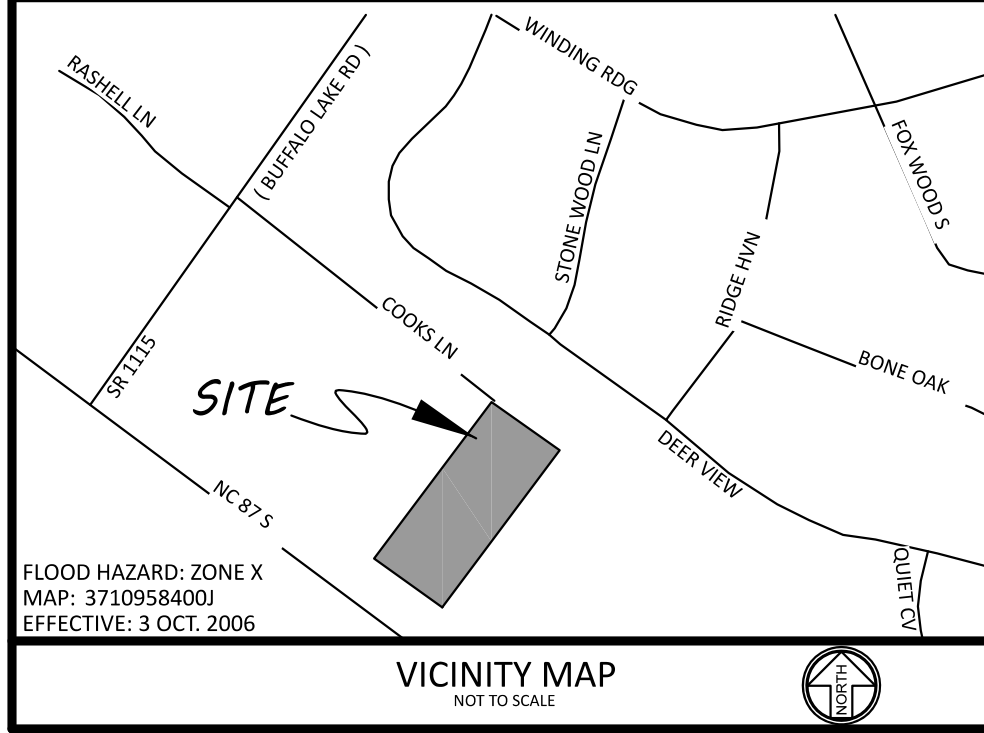 WINDING RDG
RASHELL LN
( BUFFALO LAKE RD )
FOX WOOD S
STONE WOOD LN
RIDGE HVN
COOKS LN
SR 1115
BONE OAK
SITE
DEER VIEW
NC 87 S
QUIET CV
FLOOD HAZARD: ZONE X
MAP: 3710958400J
EFFECTIVE: 3 OCT. 2006
VICINITY MAP
NOT TO SCALE
NORTH